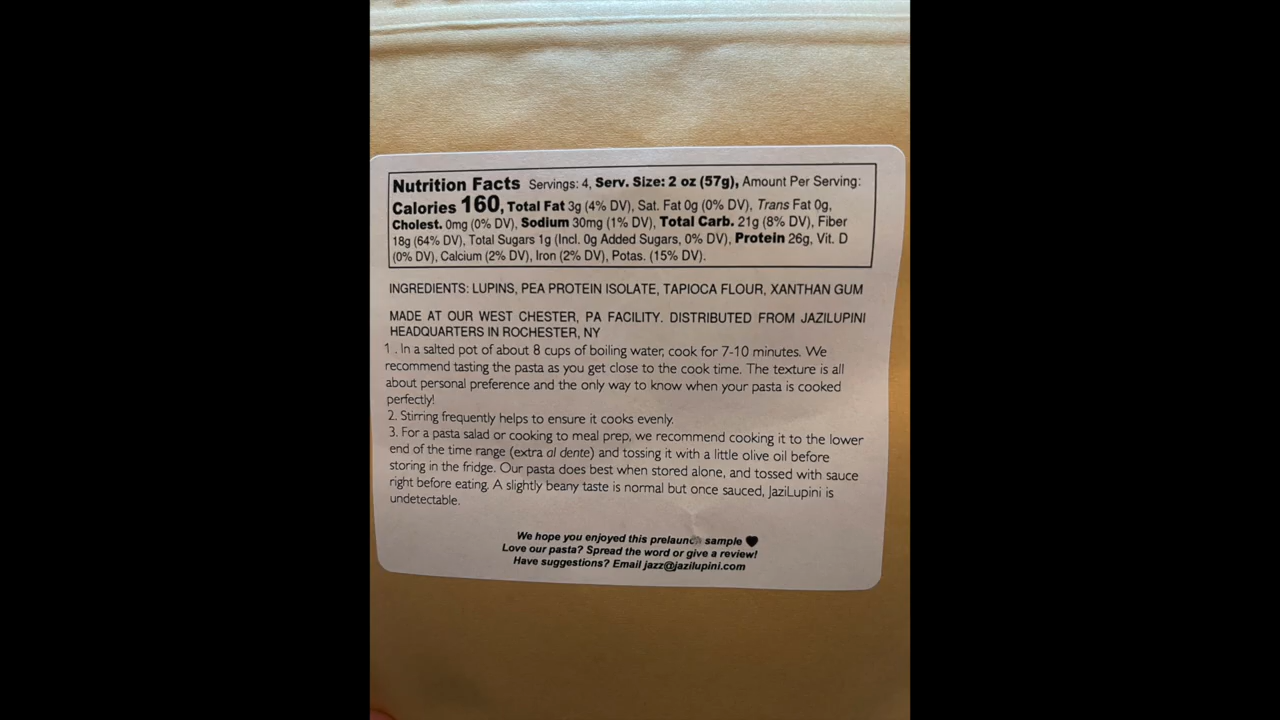 Nutrition Facts Servings: 4, Serv. Size: 2 oz (57g), Amount Per Serving:
Calories 160, Total Fat 3g (4% DV), Sat. Fat 0g (0% DV), Trans Fat 0g,
Cholest. 0mg (0% DV), Sodium 30mg (1% DV), Total Carb. 21g (8% DV), Fiber
18g (64% DV), Total Sugars 1g (Incl. 0g Added Sugars, 0% DV), Protein 26g, Vit. D
(0% DV), Calcium (2% DV), Iron (2% DV), Potas. (15% DV).
INGREDIENTS: LUPINS, PEA PROTEIN ISOLATE, TAPIOCA FLOUR, XANTHAN GUM
MADE AT OUR WEST CHESTER, PA FACILITY. DISTRIBUTED FROM JAZILUPINI
HEADQUARTERS IN ROCHESTER, NY
1 . In a salted pot of about 8 cups of boiling water, cook for 7-10 minutes. We
recommend tasting the pasta as you get close to the cook time. The texture is all
about personal preference and the only way to know when your pasta is cooked
perfectly!
2. Stirring frequently helps to ensure it cooks evenly.
3. For a pasta salad or cooking to meal prep, we recommend cooking it to the lower
end of the time range (extra al dente) and tossing it with a little olive oil before
storing in the fridge. Our pasta does best when stored alone, and tossed with sauce
right before eating. A slightly beany taste is normal but once sauced, JaziLupini is
undetectable.
We hope you enjoyed this prelaunch sample ♥
Love our pasta? Spread the word or give a review!
Have suggestions? Email jazz@jazilupini.com